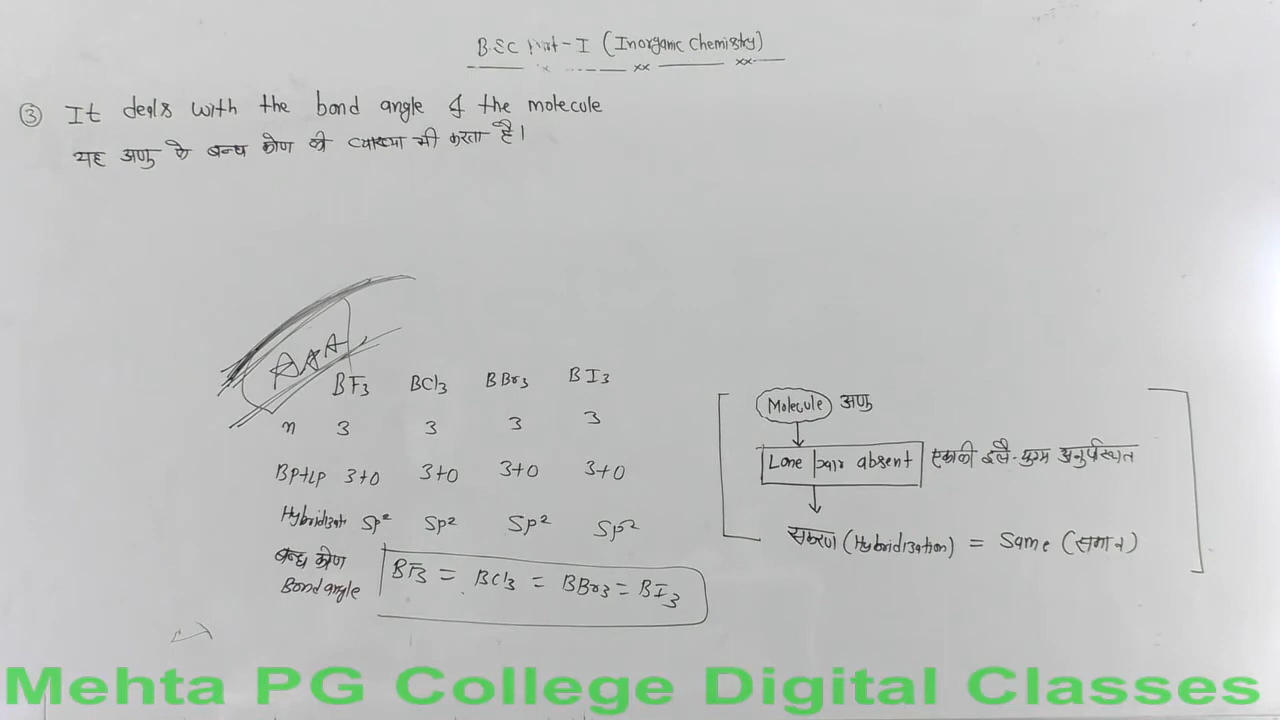 B.SC Part-I (Inorganic Chemistry)
③ It deals with the bond angle of the molecule
यह अणु के बन्ध कोण की व्याख्या भी करता है।
BF3 BCl3 BBr3 BI3
n 3 3 3 3
BP+LP 3+0 3+0 3+0 3+0
Hybridizati Sp² Sp² Sp² Sp²
बन्ध कोण
Bond angle BF3 = BCl3 = BBr3 = BI3
Molecule अणु
Lone pair absent एकाकी इलै-युग्म अनुपस्थित
संकरण (Hybridization) = Same (समान)
Mehta PG College Digital Classes